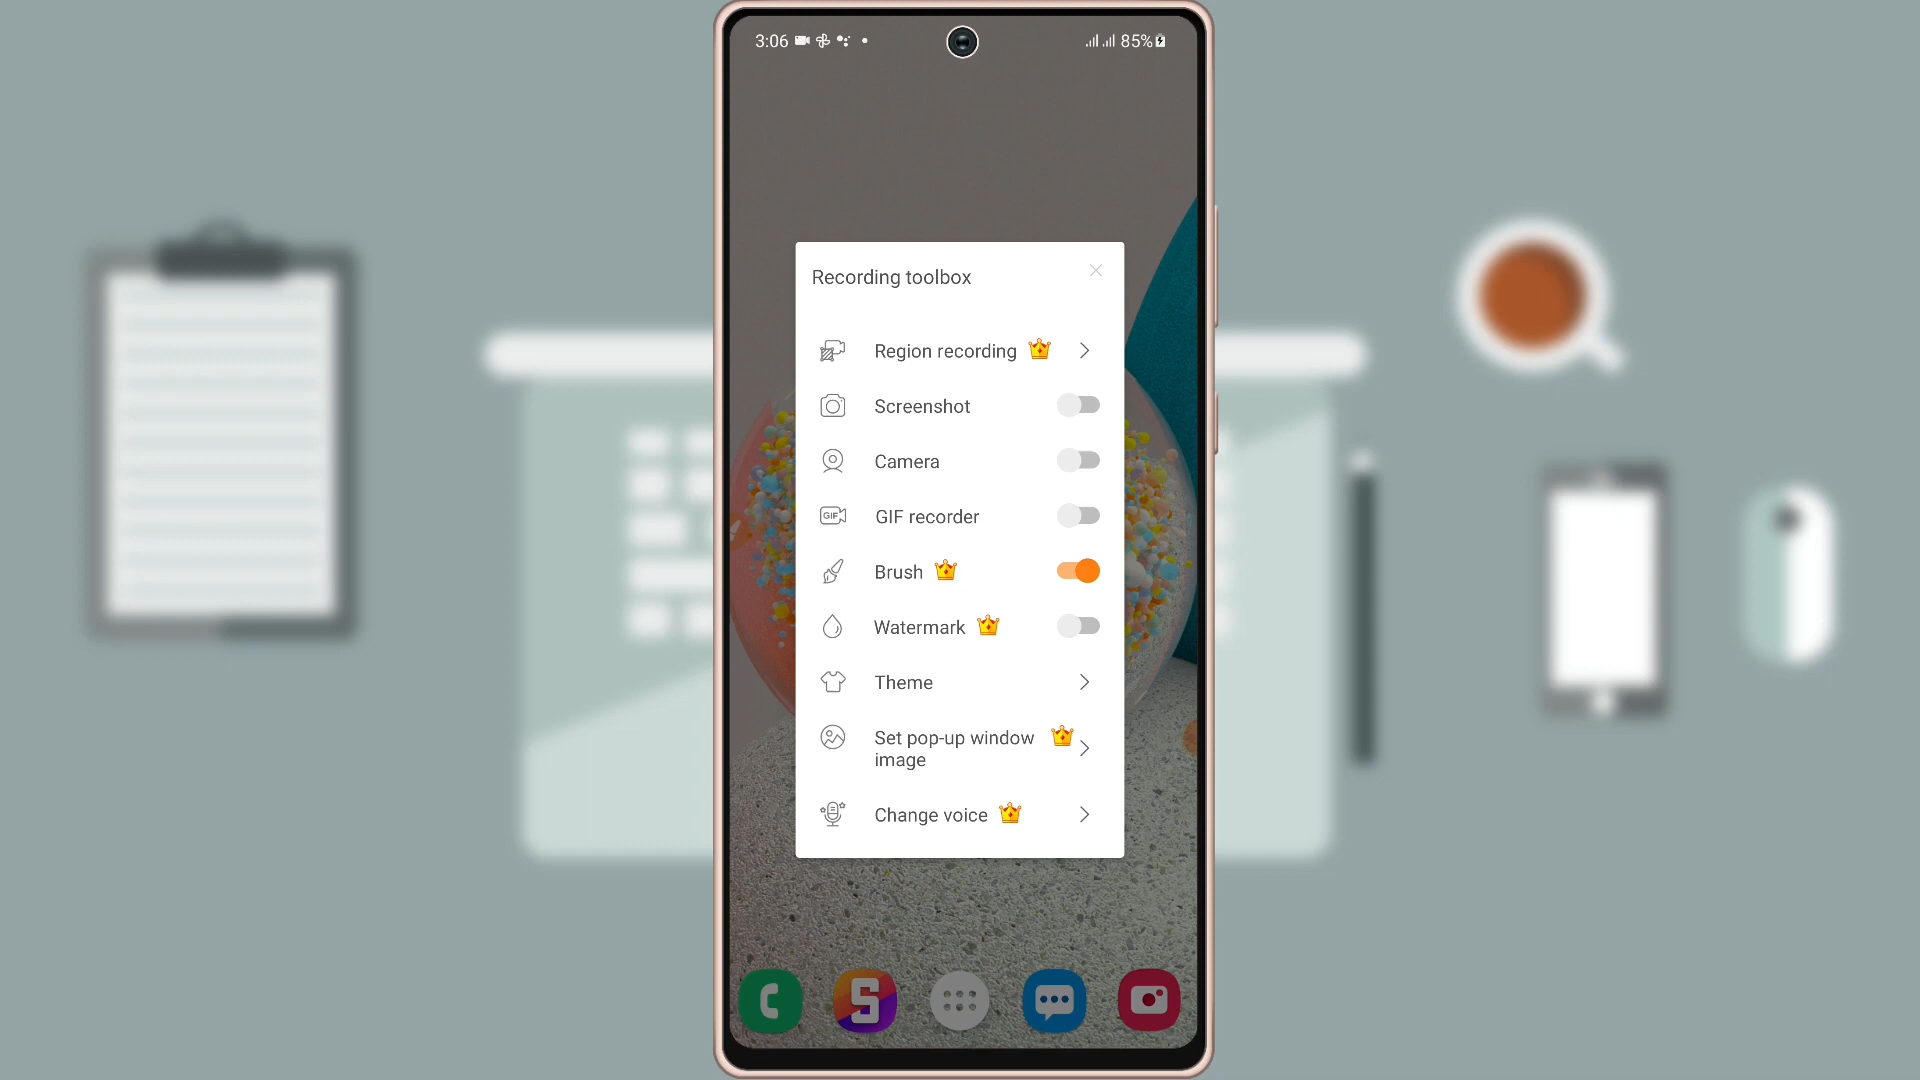 3:06
85%
Recording toolbox
Region recording
Screenshot
Camera
GIF
GIF recorder
Brush
Watermark
Theme
Set pop-up window
image
Change voice
S